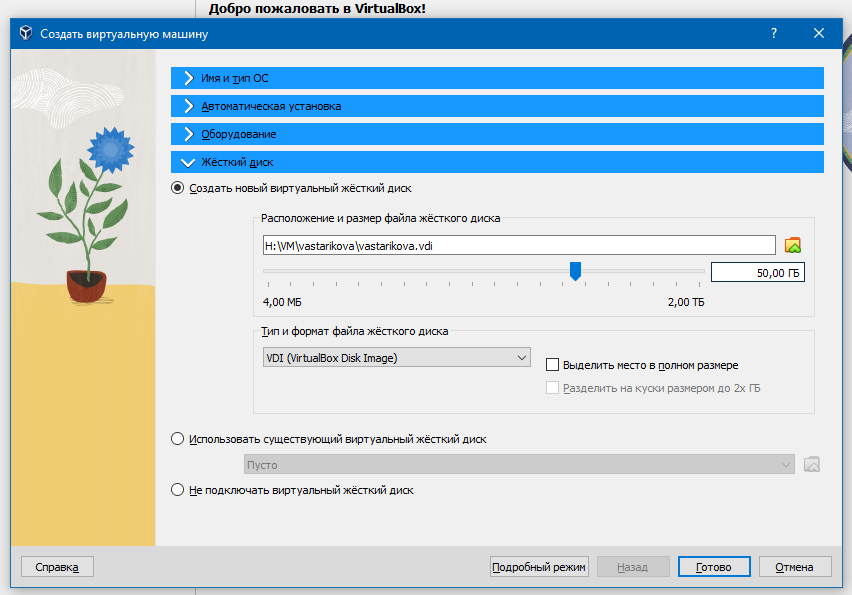 Добро пожаловать в VirtualBox!
Создать виртуальную машину
?
Имя и тип ОС
Автоматическая установка
Оборудование
Жёсткий диск
Создать новый виртуальный жёсткий диск
Расположение и размер файла жёсткого диска
H:\VM\vastarikova\vastarikova.vdi
50,00 ГБ
4,00 МБ 2,00 ТБ
Тип и формат файла жёсткого диска
VDI (VirtualBox Disk Image)
Выделить место в полном размере
Разделить на куски размером до 2х ГБ
Использовать существующий виртуальный жёсткий диск
Пусто
Не подключать виртуальный жёсткий диск
Справка Подробный режим Назад Готово Отмена